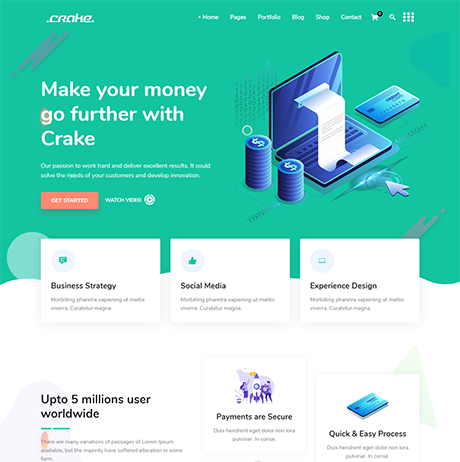 .crake.
Home Pages Portfolio Blog Shop Contact 0
Make your money
go further with
Crake
Our passion to work hard and deliver excellent results. It could
solve the needs of your customers and develop innovation.
GET STARTED WATCH VIDEO
Business Strategy
Morbilling pharetra sapiening ut mattis
viverra. Curabitur magna.
Social Media
Morbilling pharetra sapiening ut mattis
viverra. Curabitur magna.
Experience Design
Morbilling pharetra sapiening ut mattis
viverra. Curabitur magna.
Upto 5 millions user
worldwide
There are many variations of passages of Lorem Ipsum
available, but the majority have suffered alteration in some
form.
Payments are Secure
Duis hendrerit eget dolor non lora
pulvinar. In conse.
Quick & Easy Process
Duis hendrerit eget dolor non lora
pulvinar. In conse.